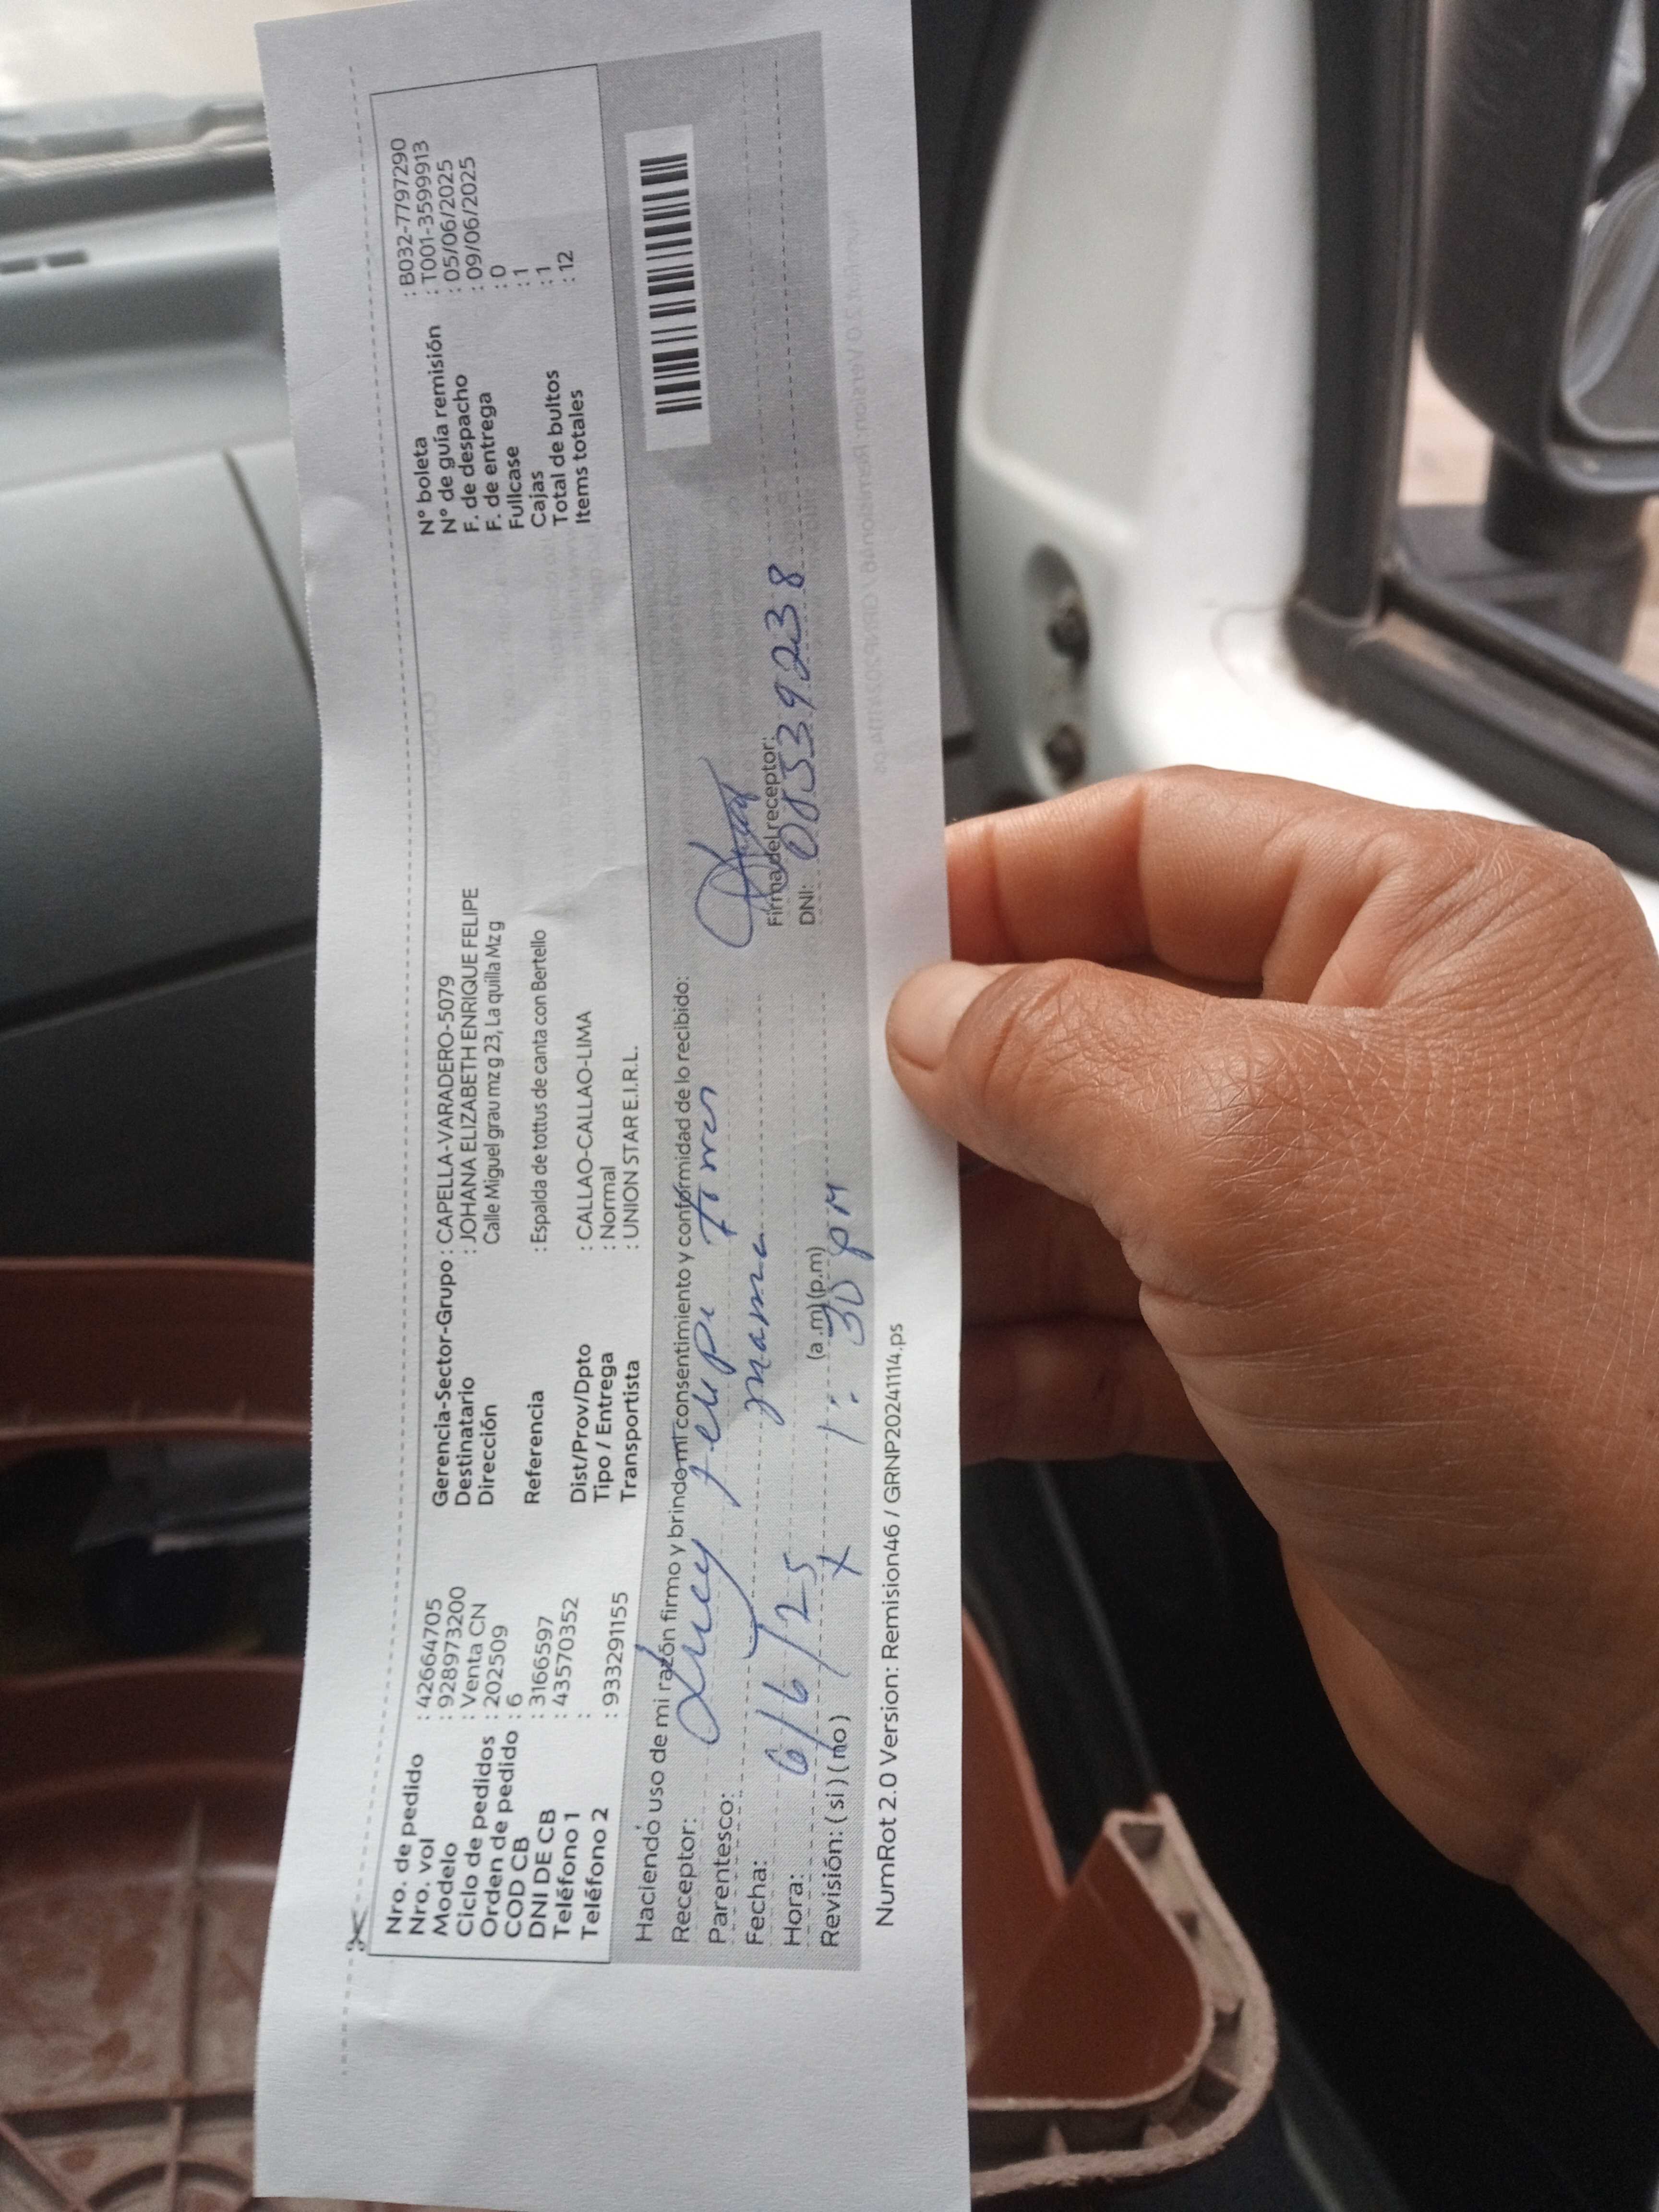 Nro. de pedido : 42664705
Nro. vol : 928973200
Modelo : Venta CN
Ciclo de pedidos : 202509
Orden de pedido : 6
COD CB : 3166597
DNI DE CB : 43570352
Teléfono 1 :
Teléfono 2 : 933291155
Gerencia-Sector-Grupo : CAPELLA-VARADERO-5079
Destinatario : JOHANA ELIZABETH ENRIQUE FELIPE
Dirección Calle Miguel grau mz g 23, La quilla Mz g
Referencia : Espalda de tottus de canta con Bertello
Dist/Prov/Dpto : CALLAO-CALLAO-LIMA
Tipo / Entrega : Normal
Transportista : UNION STAR E.I.R.L.
N° boleta : B032-7797290
N° de guía remisión : T001-3599913
F. de despacho : 05/06/2025
F. de entrega : 09/06/2025
Fullcase : 0
Cajas : 1
Total de bultos : 1
Items totales : 12
Haciendo uso de mi razón firmo y brindo mi consentimiento y conformidad de lo recibido:
Receptor: Lucy felipe
Parentesco: mama
Fecha: 6/6/25
Hora: 1:30 pm (a.m)(p.m)
Revisión: ( si ) ( no ) x
Firma del receptor:
DNI: 08339238
NumRot 2.0 Version: Remision46 / GRNP20241114.ps